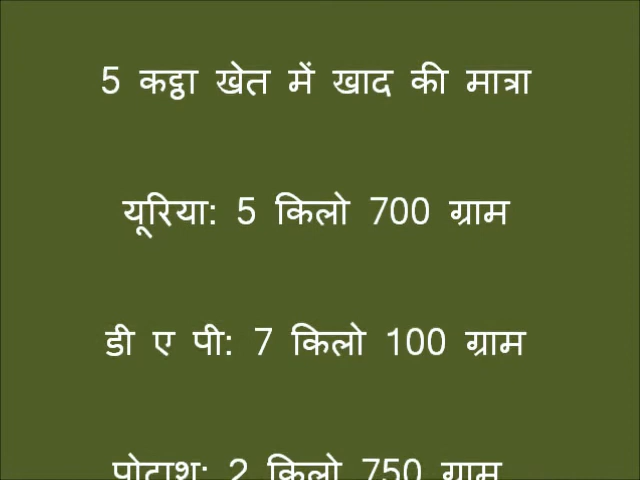 5 कट्ठा खेत में खाद की मात्रा
यूरिया: 5 किलो 700 ग्राम
डी ए पी: 7 किलो 100 ग्राम
पोटाश: 2 किलो 750 ग्राम